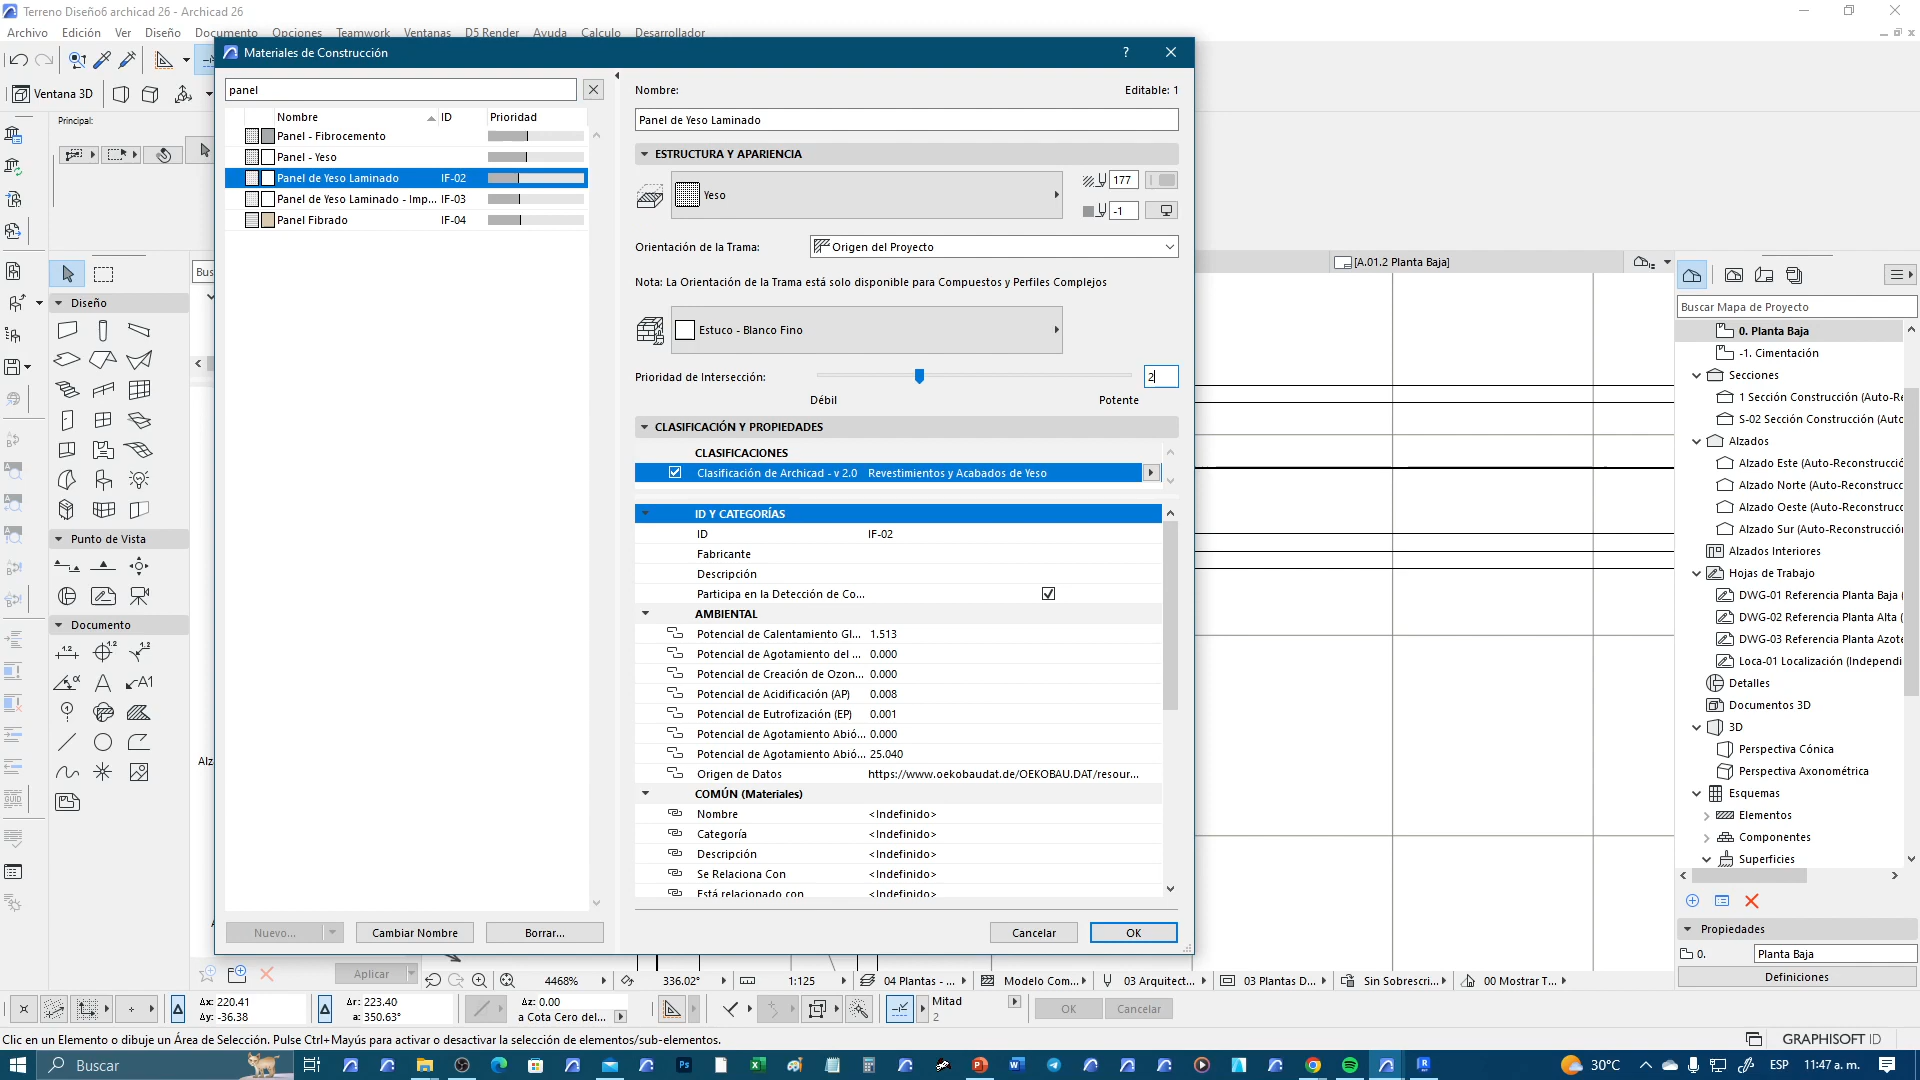 Terreno Diseño6 archicad 26 - Archicad 26
Archivo Edición Ver Diseño Documento Opciones Teamwork Ventanas D5 Render Ayuda Calculo Desarrollador
Materiales de Construcción
?
Ventana 3D
Principal:
panel
Nombre ID Prioridad
Panel - Fibrocemento
Panel - Yeso
Panel de Yeso Laminado IF-02
Panel de Yeso Laminado - Imp... IF-03
Panel Fibrado IF-04
Nuevo... Cambiar Nombre Borrar...
Nombre: Editable: 1
Panel de Yeso Laminado
ESTRUCTURA Y APARIENCIA
Yeso
177
-1
Orientación de la Trama: Origen del Proyecto
Nota: La Orientación de la Trama está solo disponible para Compuestos y Perfiles Complejos
Estuco - Blanco Fino
Prioridad de Intersección: 2
Débil Potente
CLASIFICACIÓN Y PROPIEDADES
CLASIFICACIONES
Clasificación de Archicad - v 2.0 Revestimientos y Acabados de Yeso
ID Y CATEGORÍAS
ID IF-02
Fabricante
Descripción
Participa en la Detección de Co...
AMBIENTAL
Potencial de Calentamiento Gl... 1.513
Potencial de Agotamiento del ... 0.000
Potencial de Creación de Ozon... 0.000
Potencial de Acidificación (AP) 0.008
Potencial de Eutrofización (EP) 0.001
Potencial de Agotamiento Abió... 0.000
Potencial de Agotamiento Abió... 25.040
Origen de Datos https://www.oekobaudat.de/OEKOBAU.DAT/resour...
COMÚN (Materiales)
Nombre <Indefinido>
Categoría <Indefinido>
Descripción <Indefinido>
Se Relaciona Con <Indefinido>
Está relacionado con <Indefinido>
Cancelar OK
Bus
Diseño
Punto de Vista
Documento
A1
Alz
GUID
[A.01.2 Planta Baja]
Buscar Mapa de Proyecto
0. Planta Baja
-1. Cimentación
Secciones
1 Sección Construcción (Auto-Re
S-02 Sección Construcción (Auto
Alzados
Alzado Este (Auto-Reconstrucció
Alzado Norte (Auto-Reconstrucc
Alzado Oeste (Auto-Reconstrucc
Alzado Sur (Auto-Reconstrucción
Alzados Interiores
Hojas de Trabajo
DWG-01 Referencia Planta Baja (
DWG-02 Referencia Planta Alta (
DWG-03 Referencia Planta Azote
Loca-01 Localización (Independi
Detalles
Documentos 3D
3D
Perspectiva Cónica
Perspectiva Axonométrica
Esquemas
Elementos
Componentes
Superficies
Propiedades
0. Planta Baja
Definiciones
Aplicar
4468% 336.02° 1:125 04 Plantas - ... Modelo Com... 03 Arquitect... 03 Plantas D... Sin Sobrescri... 00 Mostrar T...
Δx: 220.41
Δy: -36.38
Δr: 223.40
a: 350.63°
Δz: 0.00
a Cota Cero del...
Mitad
2
OK Cancelar
Clic en un Elemento o dibuje un Área de Selección. Pulse Ctrl+Mayús para activar o desactivar la selección de elementos/sub-elementos.
GRAPHISOFT ID
Buscar
30°C
ESP
11:47 a. m.